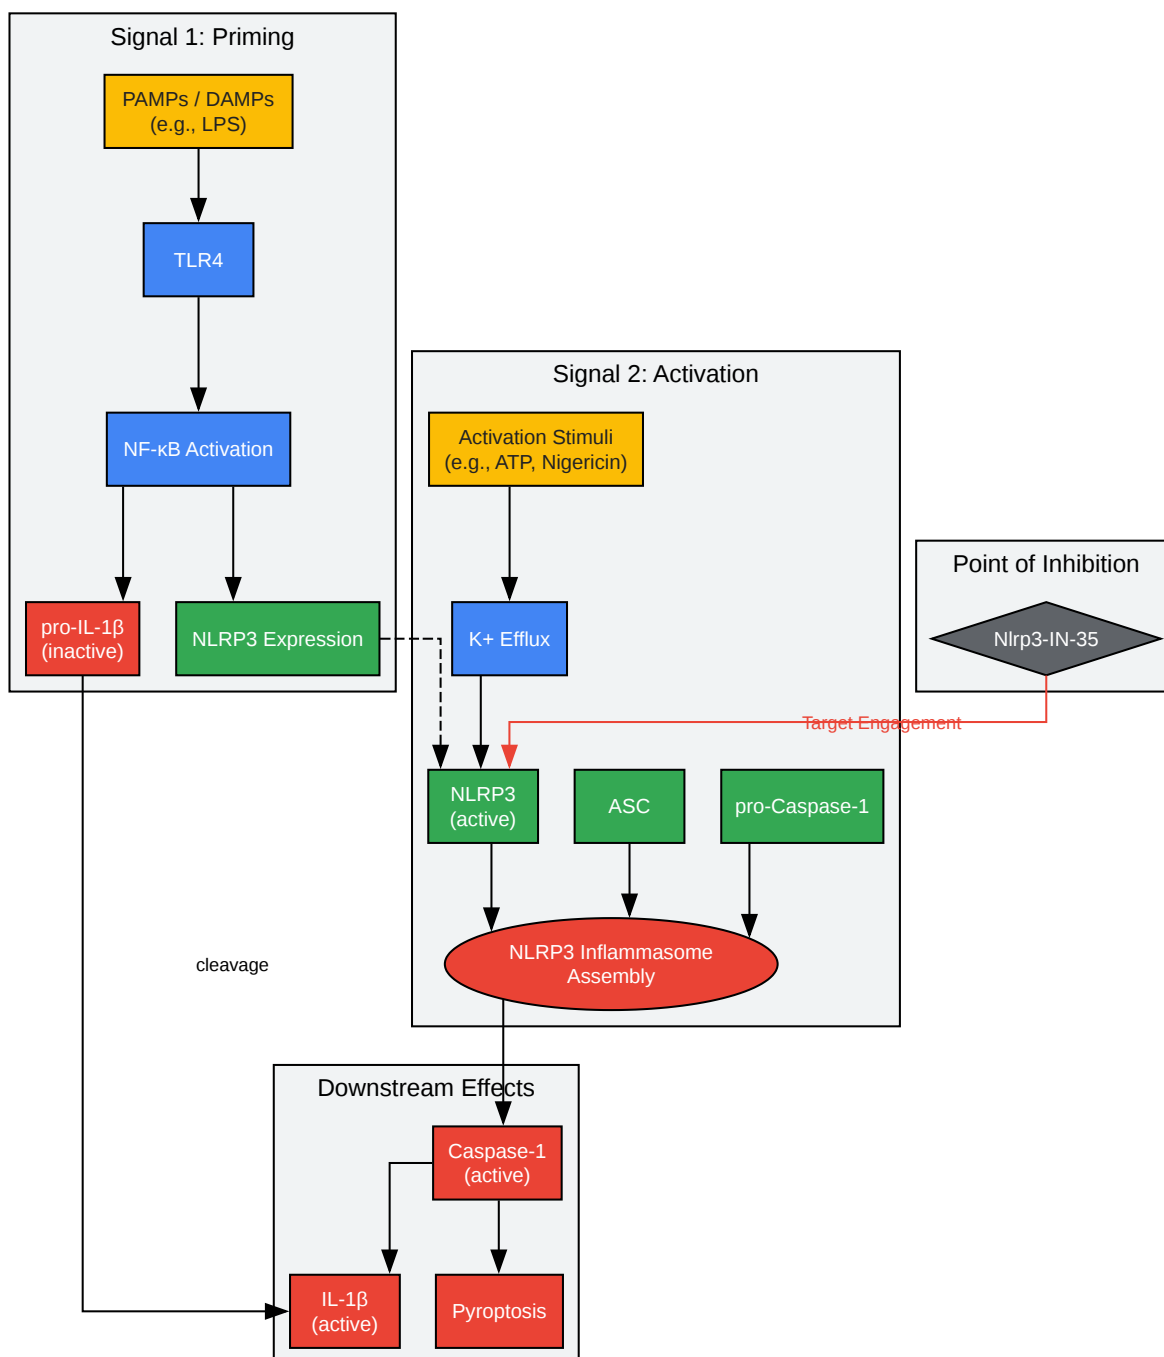 Signal 1: Priming
PAMPs / DAMPs
(e.g., LPS)
TLR4
NF-κB Activation
pro-IL-1β
(inactive)
NLRP3 Expression
Signal 2: Activation
Activation Stimuli
(e.g., ATP, Nigericin)
K+ Efflux
Point of Inhibition
Nlrp3-IN-35
Target Engagement
NLRP3
(active)
ASC
pro-Caspase-1
NLRP3 Inflammasome
Assembly
cleavage
Downstream Effects
Caspase-1
(active)
IL-1β
(active)
Pyroptosis